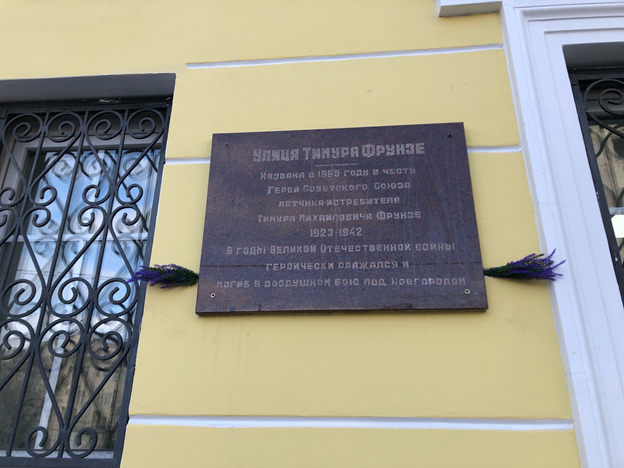 Улица Тимура Фрунзе
Названа в 1965 году в честь
Героя Советского Союза
летчика-истребителя
Тимура Михайловича Фрунзе
1923-1942
В годы Великой Отечественной войны
героически сражался и
погиб в воздушном бою под Новгородом